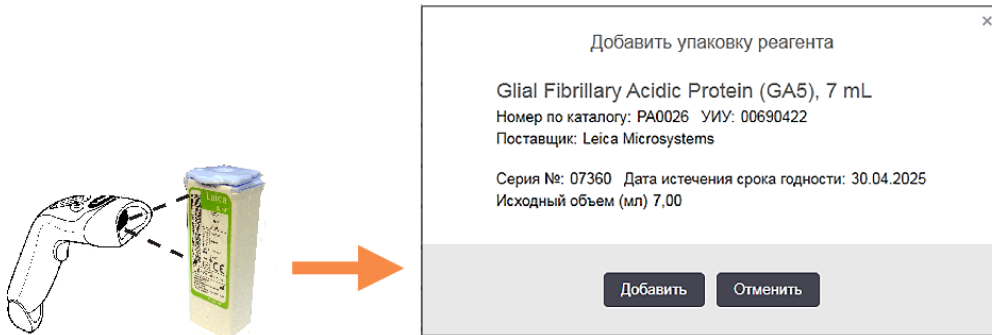 ×
Добавить упаковку реагента
Glial Fibrillary Acidic Protein (GA5), 7 mL
Номер по каталогу: PA0026 УИУ: 00690422
Поставщик: Leica Microsystems
Серия №: 07360 Дата истечения срока годности: 30.04.2025
Исходный объем (мл) 7,00
Добавить Отменить
Leica